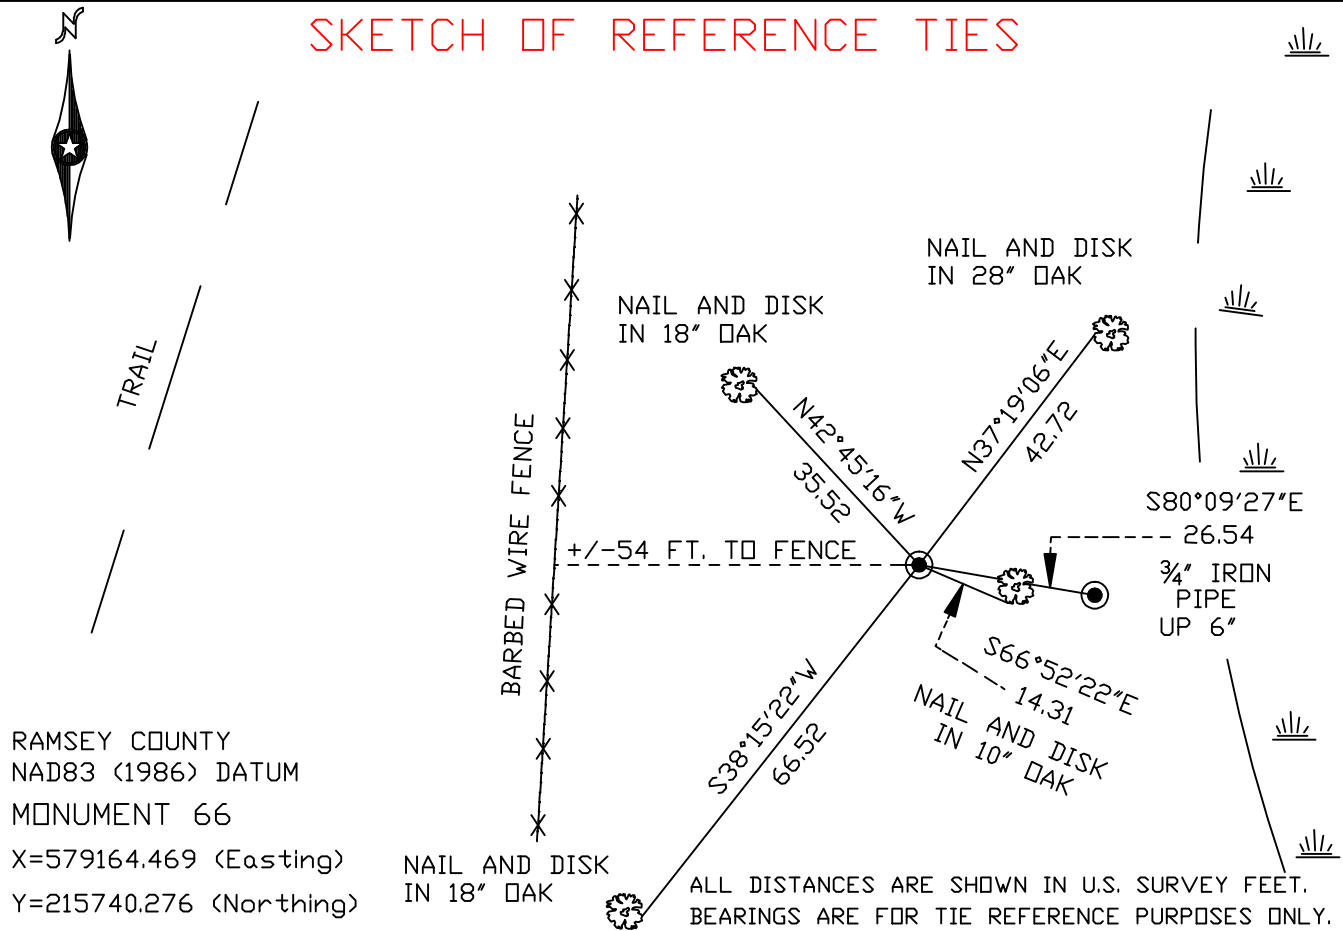 N
SKETCH OF REFERENCE TIES
NAIL AND DISK
IN 28" OAK
NAIL AND DISK
IN 18" OAK
TRAIL
N42°45'16"W
35.52
N37°19'06"E
42.72
BARBED WIRE FENCE
+/-54 FT. TO FENCE
S80°09'27"E
26.54
3/4" IRON
PIPE
UP 6"
S66°52'22"E
14.31
NAIL AND DISK
IN 10" OAK
S38°15'22"W
66.52
RAMSEY COUNTY
NAD83 (1986) DATUM
MONUMENT 66
X=579164.469 (Easting)
Y=215740.276 (Northing)
NAIL AND DISK
IN 18" OAK
ALL DISTANCES ARE SHOWN IN U.S. SURVEY FEET.
BEARINGS ARE FOR TIE REFERENCE PURPOSES ONLY.